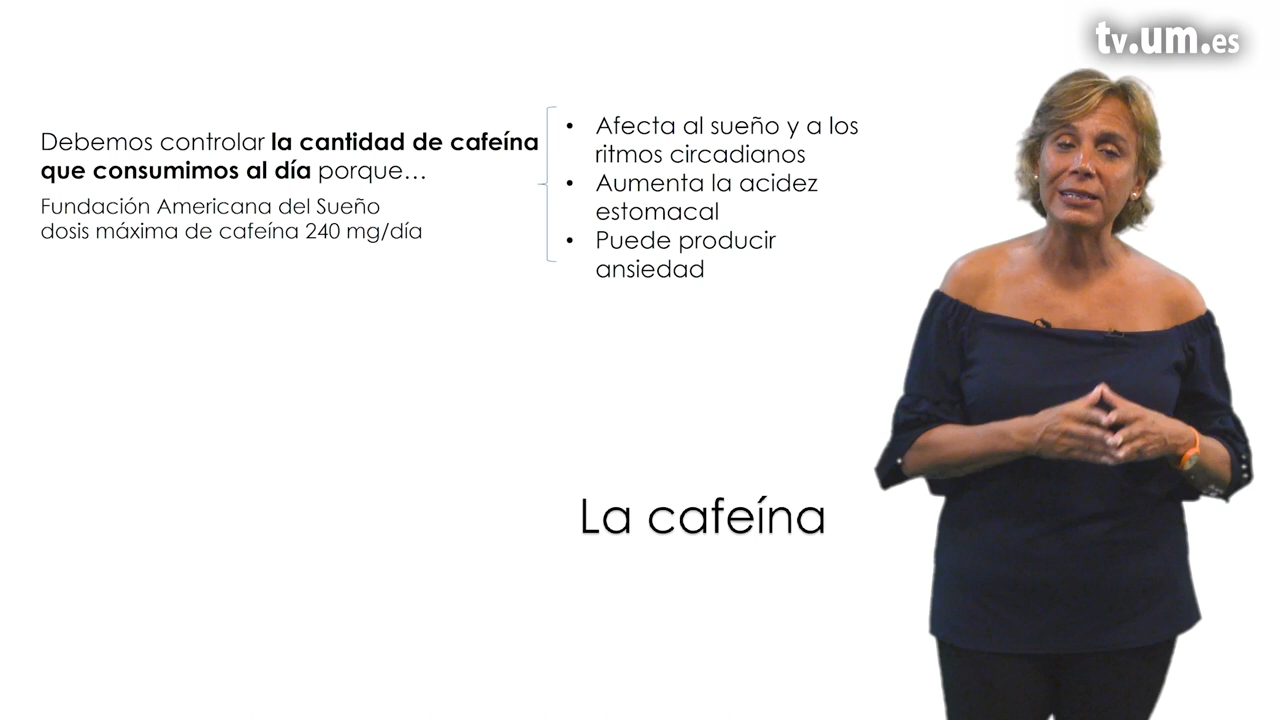 tv.um.es
Debemos controlar la cantidad de cafeína
que consumimos al día porque...
Fundación Americana del Sueño
dosis máxima de cafeína 240 mg/día
• Afecta al sueño y a los
ritmos circadianos
• Aumenta la acidez
estomacal
• Puede producir
ansiedad
La cafeína